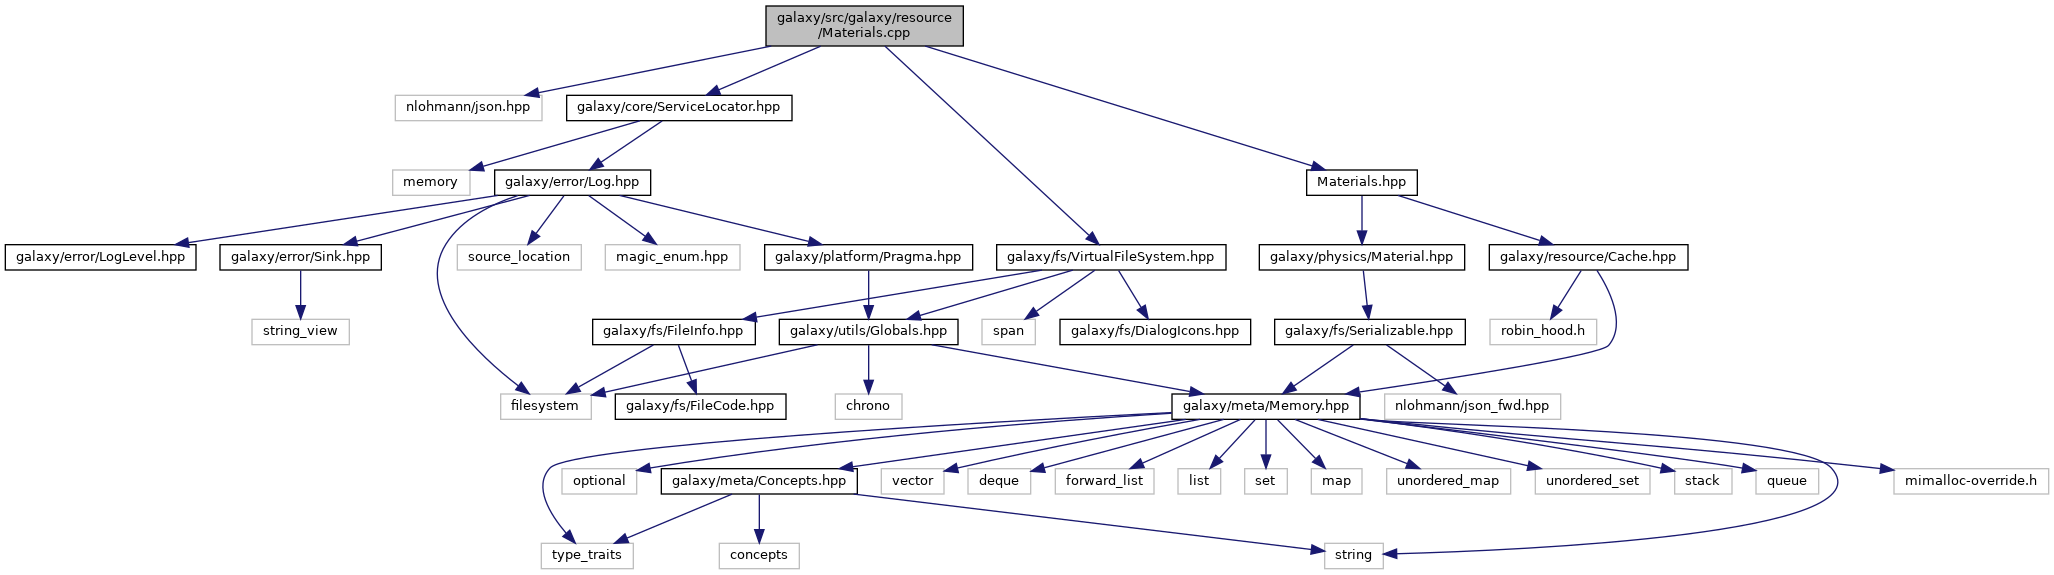 galaxy/src/galaxy/resource
/Materials.cpp
nlohmann/json.hpp
galaxy/core/ServiceLocator.hpp
memory
galaxy/error/Log.hpp
Materials.hpp
galaxy/error/LogLevel.hpp
galaxy/error/Sink.hpp
source_location
magic_enum.hpp
galaxy/platform/Pragma.hpp
galaxy/fs/VirtualFileSystem.hpp
galaxy/physics/Material.hpp
galaxy/resource/Cache.hpp
string_view
galaxy/fs/FileInfo.hpp
galaxy/utils/Globals.hpp
span
galaxy/fs/DialogIcons.hpp
galaxy/fs/Serializable.hpp
robin_hood.h
filesystem
galaxy/fs/FileCode.hpp
chrono
galaxy/meta/Memory.hpp
nlohmann/json_fwd.hpp
optional
galaxy/meta/Concepts.hpp
vector
deque
forward_list
list
set
map
unordered_map
unordered_set
stack
queue
mimalloc-override.h
type_traits
concepts
string